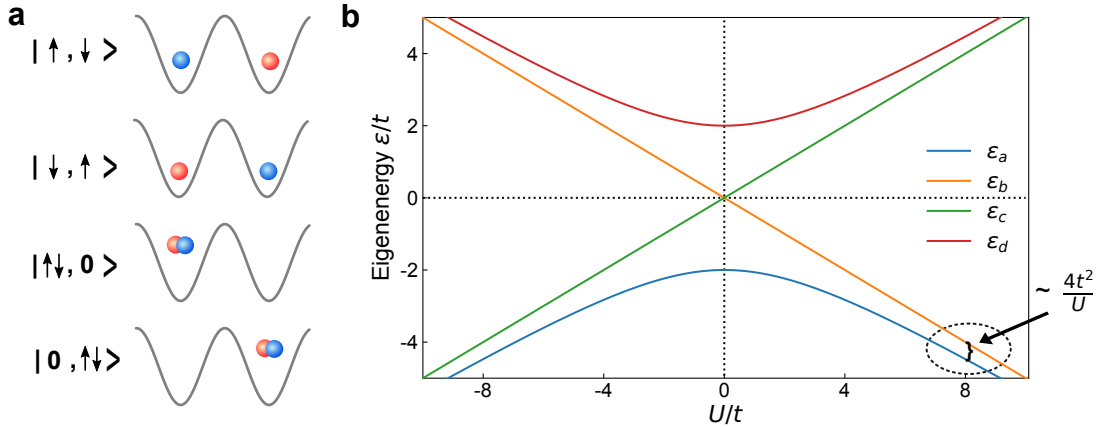 a
| ↑ , ↓ >
| ↓ , ↑ >
|↑↓, 0 >
| 0 ,↑↓>
b
Eigenenergy ε/t
4
2
0
-2
-4
-8
-4
0
4
8
U/t
ε_a
ε_b
ε_c
ε_d
~ 4t²/U
}